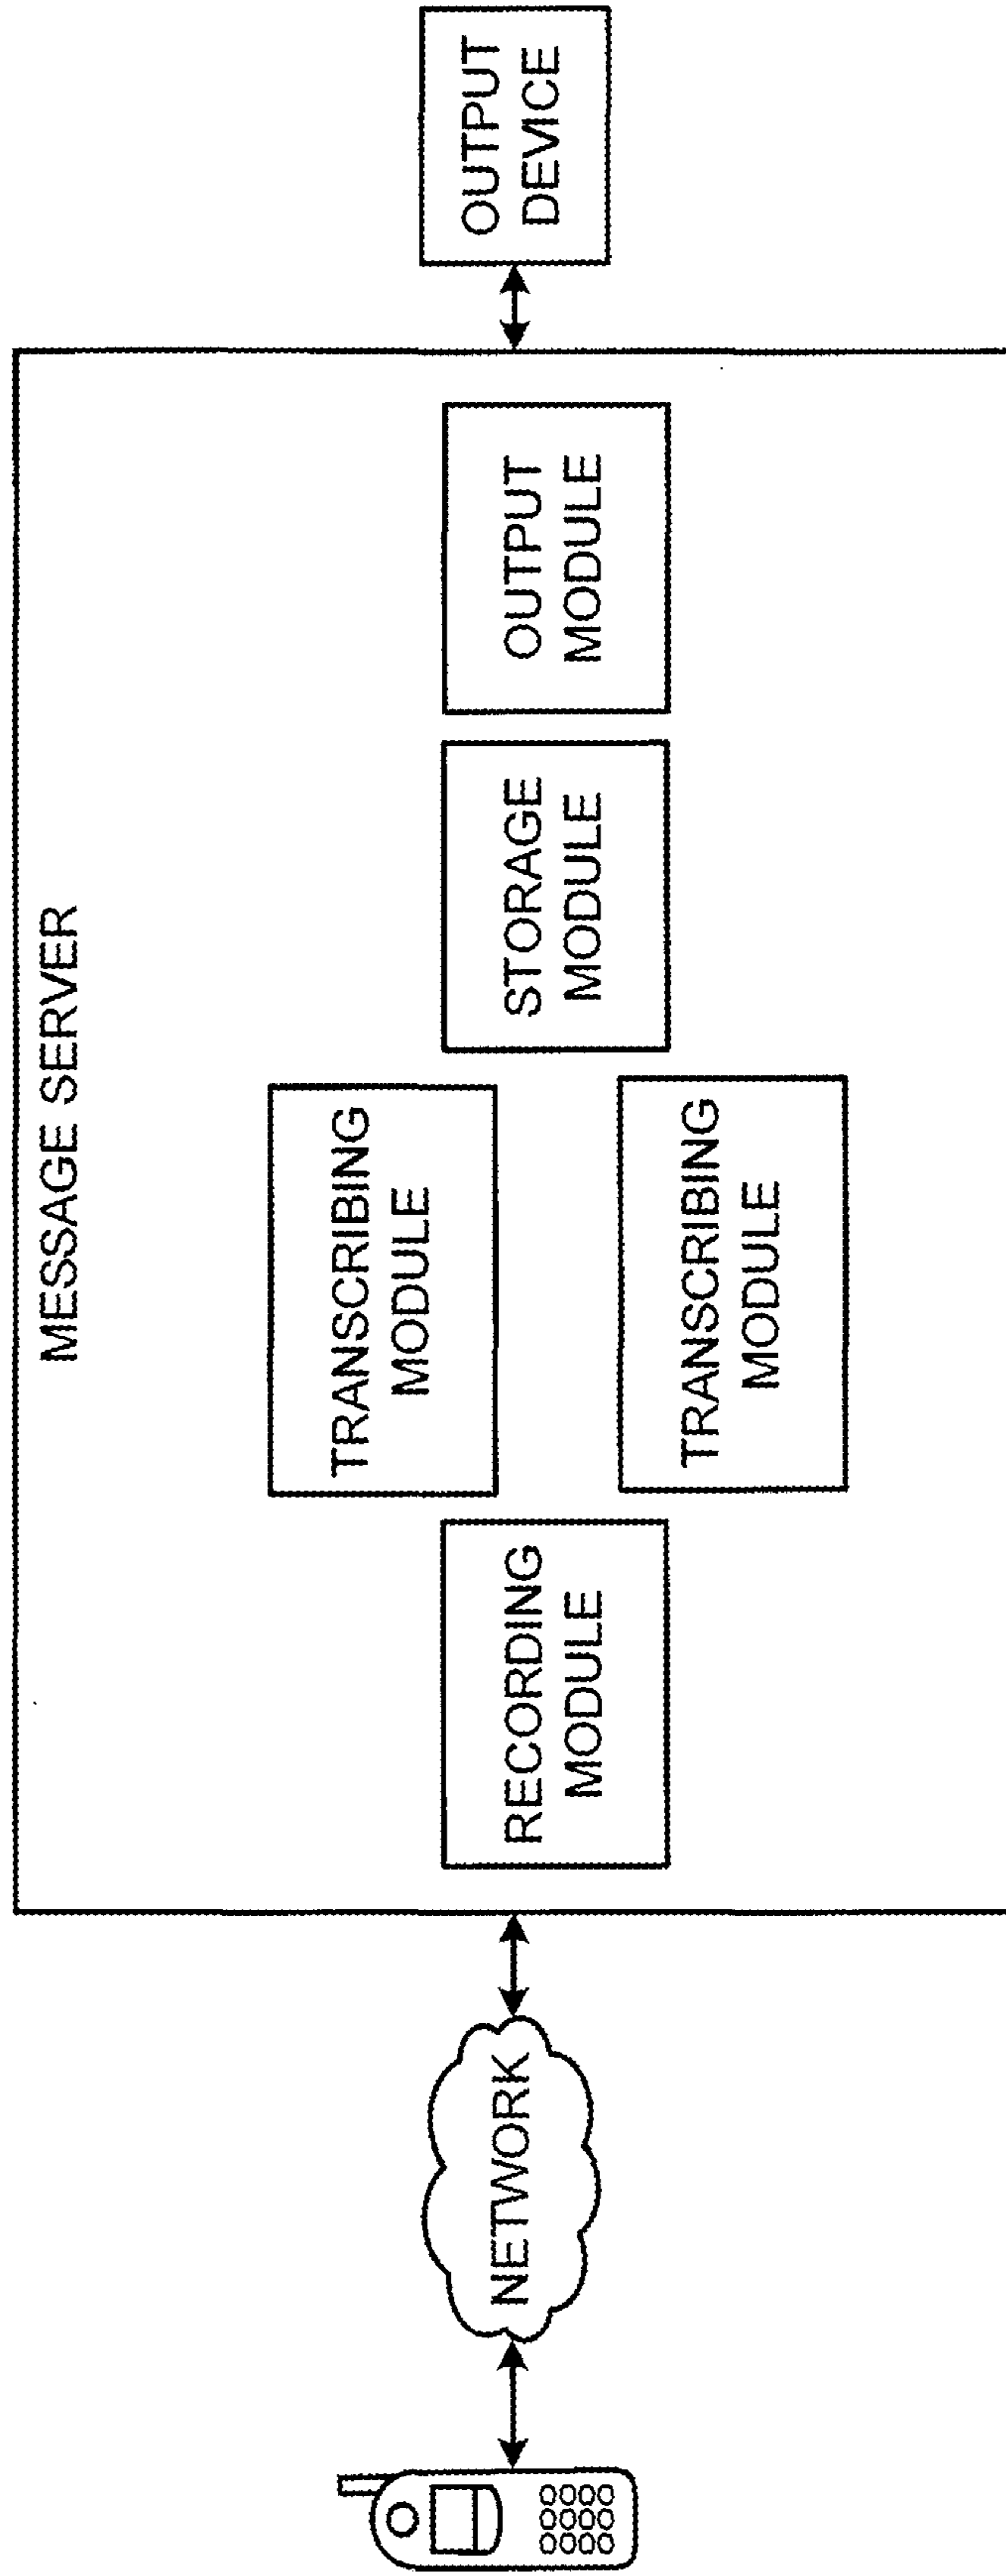 MESSAGE SERVER
NETWORK
RECORDING
MODULE
TRANSCRIBING
MODULE
TRANSCRIBING
MODULE
STORAGE
MODULE
OUTPUT
MODULE
OUTPUT
DEVICE